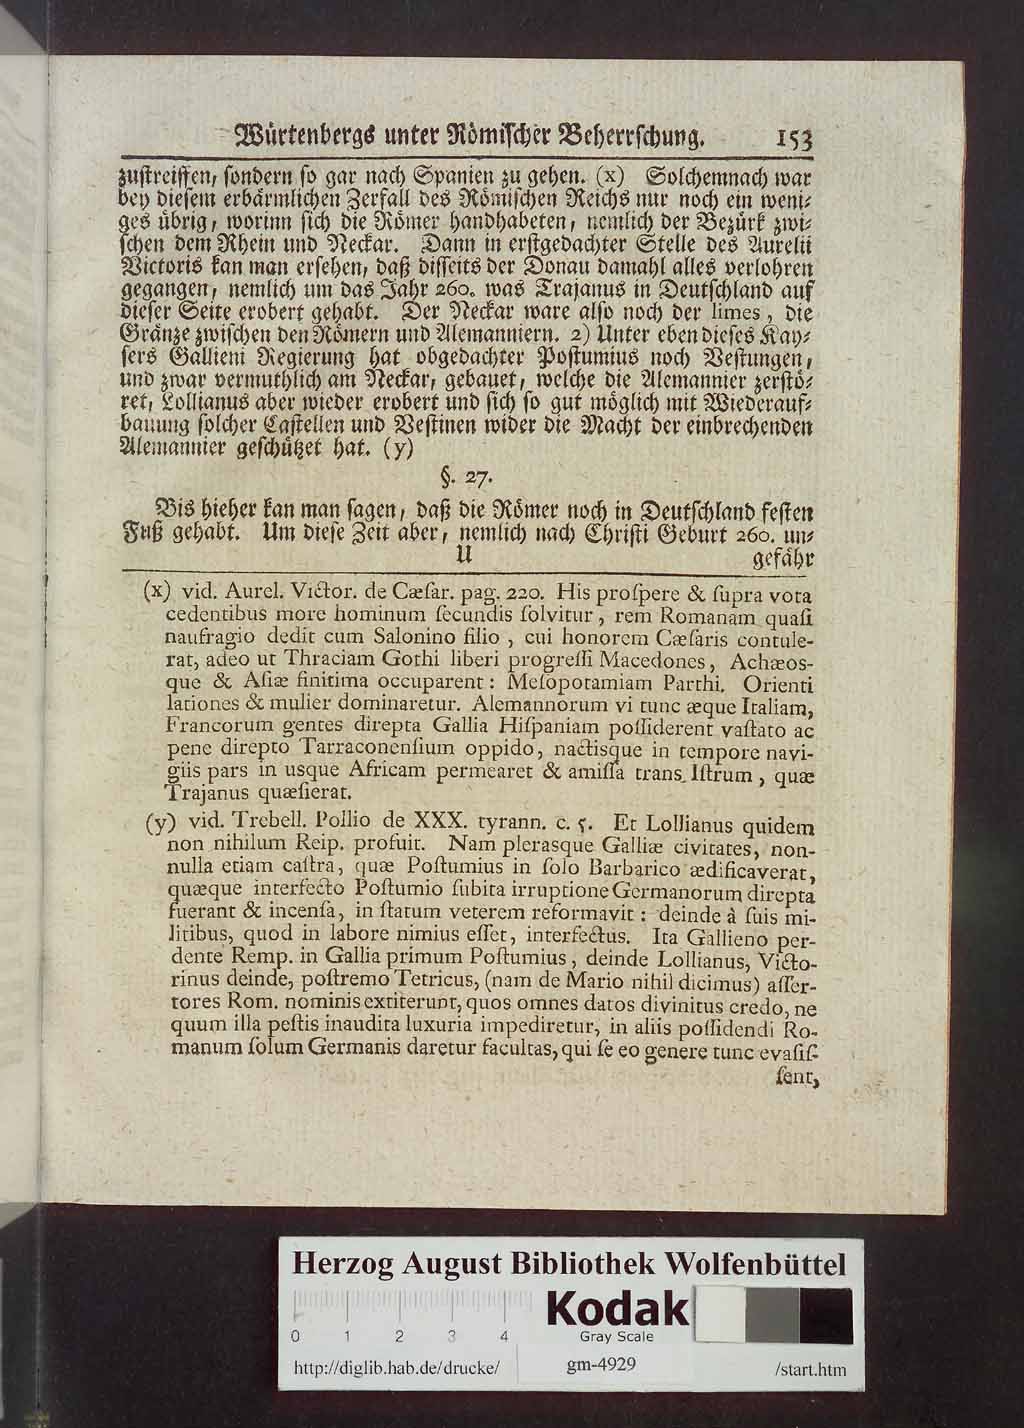 Würtenbergs unter Römischer Beherrschung. 153
zustreiffen, sondern so gar nach Spanien zu gehen. (x) Solchemnach war
bey diesem erbärmlichen Zerfall des Römischen Reichs nur noch ein weni-
ges übrig, worinn sich die Römer handhabeten, nemlich der Bezürk zwi-
schen dem Rhein und Neckar. Dann in erstgedachter Stelle des Aurelii
Victoris kan man ersehen, daß disseits der Donau damahl alles verlohren
gegangen, nemlich um das Jahr 260. was Trajanus in Deutschland auf
dieser Seite erobert gehabt. Der Neckar ware also noch der limes, die
Gränze zwischen den Römern und Alemanniern. 2) Unter eben dieses Kay-
sers Gallieni Regierung hat obgedachter Postumius noch Vestungen,
und zwar vermuthlich am Neckar, gebauet, welche die Alemannier zerstö-
ret, Lollianus aber wieder erobert und sich so gut möglich mit Wiederauf-
bauung solcher Castellen und Vestinen wider die Macht der einbrechenden
Alemannier geschützet hat. (y)
§. 27.
Bis hieher kan man sagen, daß die Römer noch in Deutschland festen
Fuß gehabt. Um diese Zeit aber, nemlich nach Christi Geburt 260. un-
U gefähr
(x) vid. Aurel. Victor. de Cæsar. pag. 220. His prospere & supra vota
cedentibus more hominum secundis solvitur, rem Romanam quasi
naufragio dedit cum Salonino filio, cui honorem Cæsaris contule-
rat, adeo ut Thraciam Gothi liberi progressi Macedones, Achæos-
que & Asiæ finitima occuparent: Mesopotamiam Parthi. Orienti
lationes & mulier dominaretur. Alemannorum vi tunc æque Italiam,
Francorum gentes direpta Gallia Hispaniam possiderent vastato ac
pene direpto Tarraconensium oppido, nactisque in tempore navi-
giis pars in usque Africam permearet & amissa trans Istrum, quæ
Trajanus quæsierat.
(y) vid. Trebell. Pollio de XXX. tyrann. c. 5. Et Lollianus quidem
non nihilum Reip. profuit. Nam plerasque Galliæ civitates, non-
nulla etiam castra, quæ Postumius in solo Barbarico ædificaverat,
quæque interfecto Postumio subita irruptione Germanorum direpta
fuerant & incensa, in statum veterem reformavit: deinde à suis mi-
litibus, quod in labore nimius esset, interfectus. Ita Gallieno per-
dente Remp. in Gallia primum Postumius, deinde Lollianus, Victo-
rinus deinde, postremo Tetricus, (nam de Mario nihil dicimus) asser-
tores Rom. nominis extiterunt, quos omnes datos divinitus credo, ne
quum illa pestis inaudita luxuria impediretur, in aliis possidendi Ro-
manum solum Germanis daretur facultas, qui se eo genere tunc evasis-
sent,
Herzog August Bibliothek Wolfenbüttel
Kodak
Gray Scale
0 1 2 3 4
http://diglib.hab.de/drucke/ gm-4929 /start.htm